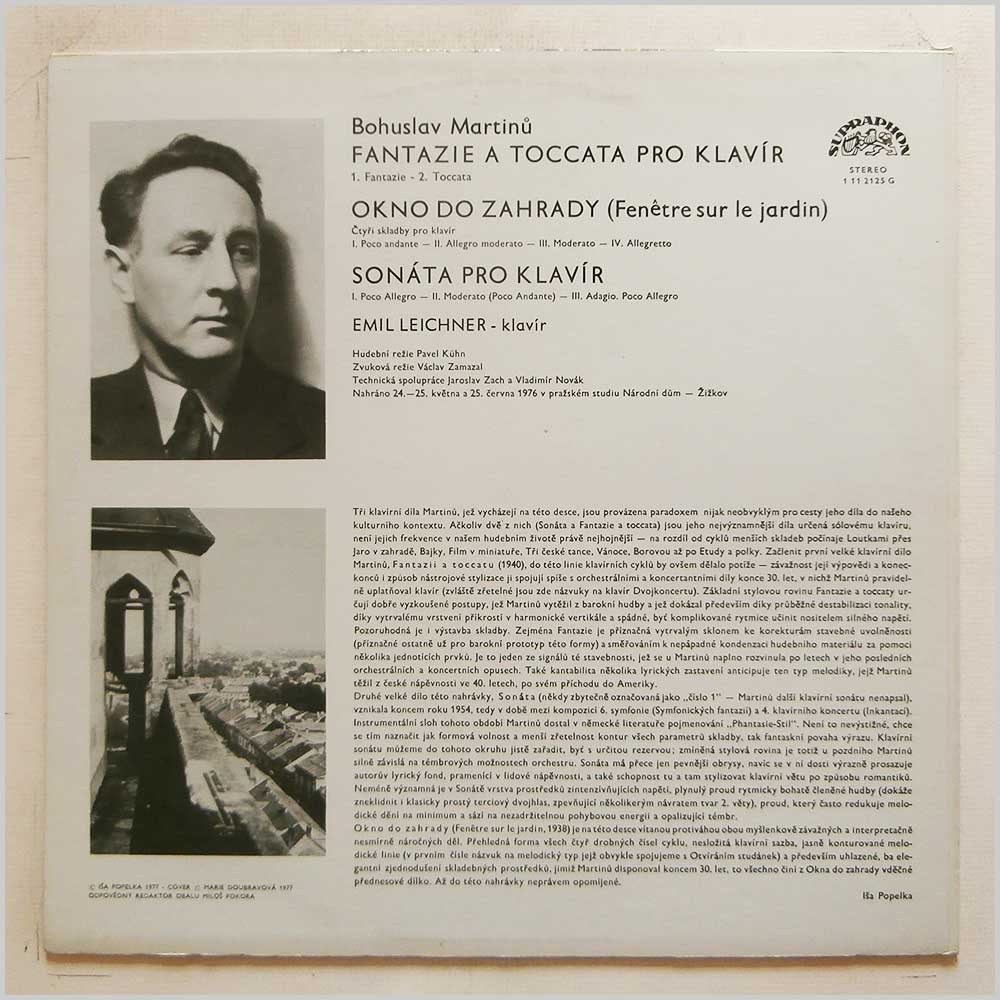 Bohuslav Martinů
FANTAZIE A TOCCATA PRO KLAVÍR
1. Fantazie - 2. Toccata
SUPRAPHON
STEREO
1 11 2125 G
OKNO DO ZAHRADY (Fenêtre sur le jardin)
Čtyři skladby pro klavír
I. Poco andante — II. Allegro moderato — III. Moderato — IV. Allegretto
SONÁTA PRO KLAVÍR
I. Poco Allegro — II. Moderato (Poco Andante) — III. Adagio. Poco Allegro
EMIL LEICHNER - klavír
Hudební režie Pavel Kühn
Zvuková režie Václav Zamazal
Technická spolupráce Jaroslav Zach a Vladimír Novák
Nahráno 24.—25. května a 25. června 1976 v pražském studiu Národní dům — Žižkov
Tři klavírní díla Martinů, jež vycházejí na této desce, jsou provázena paradoxem nijak neobvyklým pro cesty jeho díla do našeho
kulturního kontextu. Ačkoliv dvě z nich (Sonáta a Fantazie a toccata) jsou jeho nejvýznamnější díla určená sólovému klavíru,
není jejich frekvence v našem hudebním životě právě nejhojnější — na rozdíl od cyklů menších skladeb počínaje Loutkami přes
Jaro v zahradě, Bajky, Film v miniatuře, Tři české tance, Vánoce, Borovou až po Etudy a polky. Začlenit první velké klavírní dílo
Martinů, Fantazii a toccatu (1940), do této linie klavírních cyklů by ovšem dělalo potíže — závažnost její výpovědi a konec-
konců i způsob nástrojové stylizace ji spojují spíše s orchestrálními a koncertantními díly konce 30. let, v nichž Martinů pravidel-
ně uplatňoval klavír (zvláště zřetelné jsou zde názvuky na klavír Dvojkoncertu). Základní stylovou rovinu Fantazie a toccaty ur-
čují dobře vyzkoušené postupy, jež Martinů vytěžil z barokní hudby a jež dokázal především díky průběžné destabilizaci tonality,
díky vytrvalému vrstvení příkrostí v harmonické vertikále a spádné, byť komplikované rytmice učinit nositelem silného napětí.
Pozoruhodná je i výstavba skladby. Zejména Fantazie je příznačná vytrvalým sklonem ke korekturám stavebné uvolněnosti
(příznačné ostatně už pro barokní prototyp této formy) a směřováním k nepápadné kondenzaci hudebního materiálu za pomoci
několika jednotících prvků. Je to jeden ze signálů té stavebnosti, jež se u Martinů naplno rozvinula po letech v jeho posledních
orchestrálních a koncertních opusech. Také kantabilita několika lyrických zastavení anticipuje ten typ melodiky, jejž Martinů
těžil z české nápěvnosti ve 40. letech, po svém příchodu do Ameriky.
Druhé velké dílo této nahrávky, Sonáta (někdy zbytečně označovaná jako „číslo 1" — Martinů další klavírní sonátu nenapsal),
vznikala koncem roku 1954, tedy v době mezi kompozicí 6. symfonie (Symfonických fantazií) a 4. klavírního koncertu (Inkantací).
Instrumentální sloh tohoto období Martinů dostal v německé literatuře pojmenování „Phantasie-Stil". Není to nevýstižné, chce
se tím naznačit jak formová volnost a menší zřetelnost kontur všech parametrů skladby, tak fantaskní povaha výrazu. Klavírní
sonátu můžeme do tohoto okruhu jistě zařadit, byť s určitou rezervou; zmíněná stylová rovina je totiž u pozdního Martinů
silně závislá na témbrových možnostech orchestru. Sonáta má přece jen pevnější obrysy, navíc se v ní dosti výrazně prosazuje
autorův lyrický fond, pramenící v lidové nápěvnosti, a také schopnost tu a tam stylizovat klavírní větu po způsobu romantiků.
Neméně významná je v Sonátě vrstva prostředků zintenzívňujících napětí, plynulý proud rytmicky bohatě členěné hudby (dokáže
zneklidnit i klasicky prostý terciový dvojhlas, zpevňující několikerým návratem tvar 2. věty), proud, který často redukuje melo-
dické dění na minimum a sází na nezadržitelnou pohybovou energii a opalizující témbr.
Okno do zahrady (Fenêtre sur le jardin, 1938) je na této desce vítanou protiváhou obou myšlenkově závažných a interpretačně
nesmírně náročných děl. Přehledná forma všech čtyř drobných čísel cyklu, nesložitá klavírní sazba, jasně konturované melo-
dické linie (v prvním čísle názvuk na melodický typ jejž obvykle spojujeme s Otvíráním studánek) a především uhlazené, ba ele-
gantní zjednodušení skladebných prostředků, jimiž Martinů disponoval koncem 30. let, to všechno činí z Okna do zahrady vděčné
přednesové dílko. Až do této nahrávky neprávem opomíjené.
Iša Popelka
© IŠA POPELKA 1977 - COVER © MARIE DOUBRAVOVÁ 1977
ODPOVĚDNÝ REDAKTOR OBALU MILOŠ POKORA